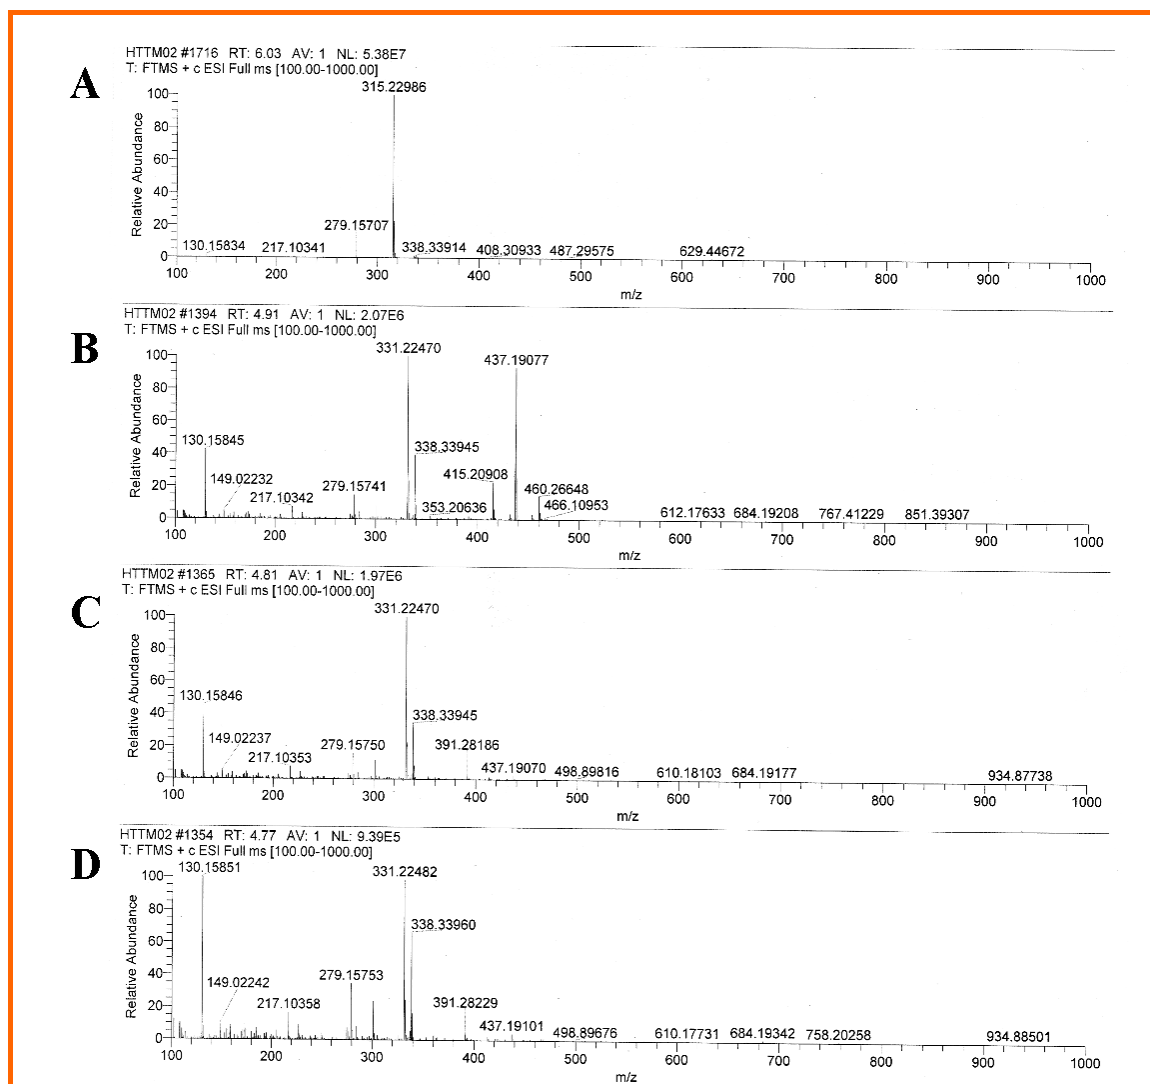 A
HTTM02 #1716 RT: 6.03 AV: 1 NL: 5.38E7
T: FTMS + c ESI Full ms [100.00-1000.00]
315.22986
100
80
60
40
20
0
Relative Abundance
279.15707
130.15834 217.10341 338.33914 408.30933 487.29575 629.44672
100 200 300 400 500 600 700 800 900 1000
m/z
B
HTTM02 #1394 RT: 4.91 AV: 1 NL: 2.07E6
T: FTMS + c ESI Full ms [100.00-1000.00]
331.22470
437.19077
100
80
60
40
20
0
Relative Abundance
130.15845 338.33945
149.02232 415.20908
217.10342 279.15741 460.26648
353.20636 466.10953
612.17633 684.19208 767.41229 851.39307
100 200 300 400 500 600 700 800 900 1000
m/z
C
HTTM02 #1365 RT: 4.81 AV: 1 NL: 1.97E6
T: FTMS + c ESI Full ms [100.00-1000.00]
331.22470
100
80
60
40
20
0
Relative Abundance
130.15846 338.33945
149.02237 279.15750 391.28186
217.10353 437.19070 498.89816 610.18103 684.19177 934.87738
100 200 300 400 500 600 700 800 900 1000
m/z
D
HTTM02 #1354 RT: 4.77 AV: 1 NL: 9.39E5
T: FTMS + c ESI Full ms [100.00-1000.00]
130.15851 331.22482
100
80
60
40
20
0
Relative Abundance
338.33960
149.02242 279.15753
217.10358 391.28229
437.19101 498.89676 610.17731 684.19342 758.20258 934.88501
100 200 300 400 500 600 700 800 900 1000
m/z